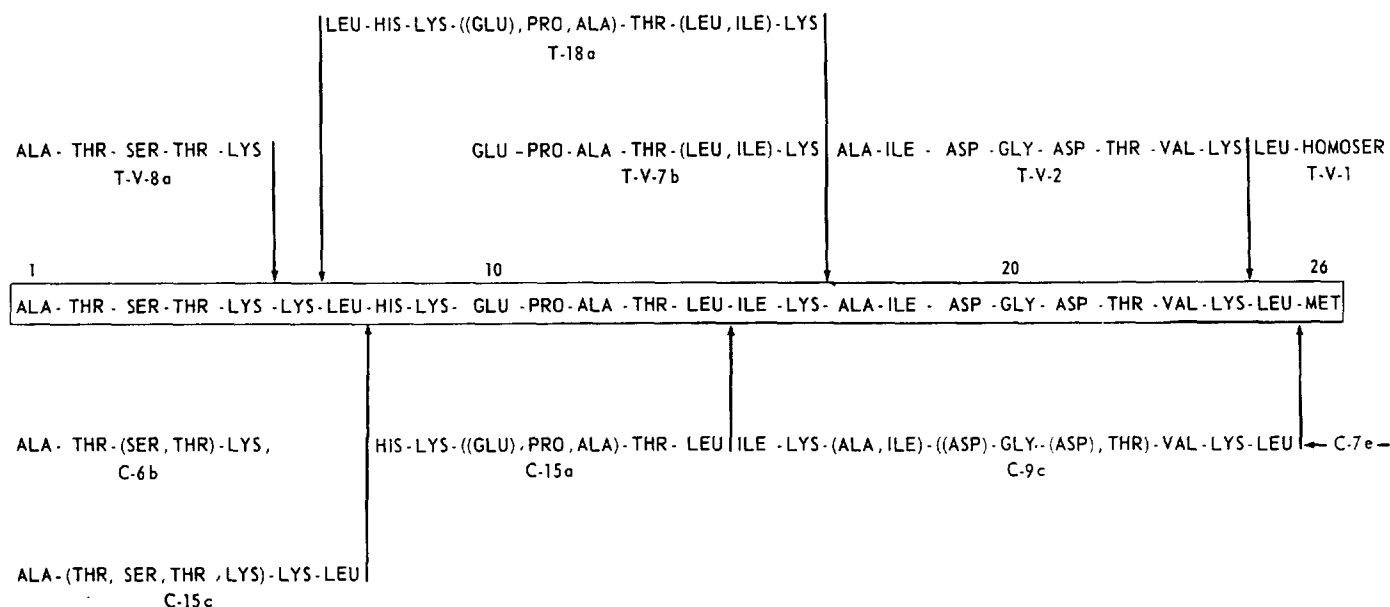 LEU-HIS-LYS-((GLU), PRO, ALA)-THR-(LEU, ILE)-LYS
T-18a
ALA-THR-SER-THR-LYS GLU-PRO-ALA-THR-(LEU, ILE)-LYS ALA-ILE-ASP-GLY-ASP-THR-VAL-LYS LEU-HOMOSER
T-V-8a T-V-7b T-V-2 T-V-1
1 10 20 26
ALA-THR-SER-THR-LYS-LYS-LEU-HIS-LYS-GLU-PRO-ALA-THR-LEU-ILE-LYS-ALA-ILE-ASP-GLY-ASP-THR-VAL-LYS-LEU-MET
ALA-THR-(SER, THR)-LYS, HIS-LYS-((GLU), PRO, ALA)-THR-LEU ILE-LYS-(ALA, ILE)-((ASP)-GLY-(ASP), THR)-VAL-LYS-LEU C-7e
C-6b C-15a C-9c
ALA-(THR, SER, THR, LYS)-LYS-LEU
C-15c